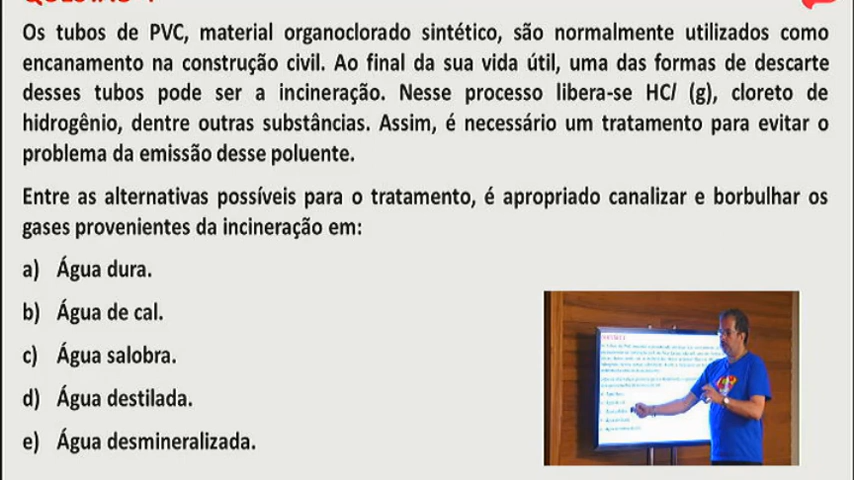 Os tubos de PVC, material organoclorado sintético, são normalmente utilizados como
encanamento na construção civil. Ao final da sua vida útil, uma das formas de descarte
desses tubos pode ser a incineração. Nesse processo libera-se HCl (g), cloreto de
hidrogênio, dentre outras substâncias. Assim, é necessário um tratamento para evitar o
problema da emissão desse poluente.
Entre as alternativas possíveis para o tratamento, é apropriado canalizar e borbulhar os
gases provenientes da incineração em:
a) Água dura.
b) Água de cal.
c) Água salobra.
d) Água destilada.
e) Água desmineralizada.